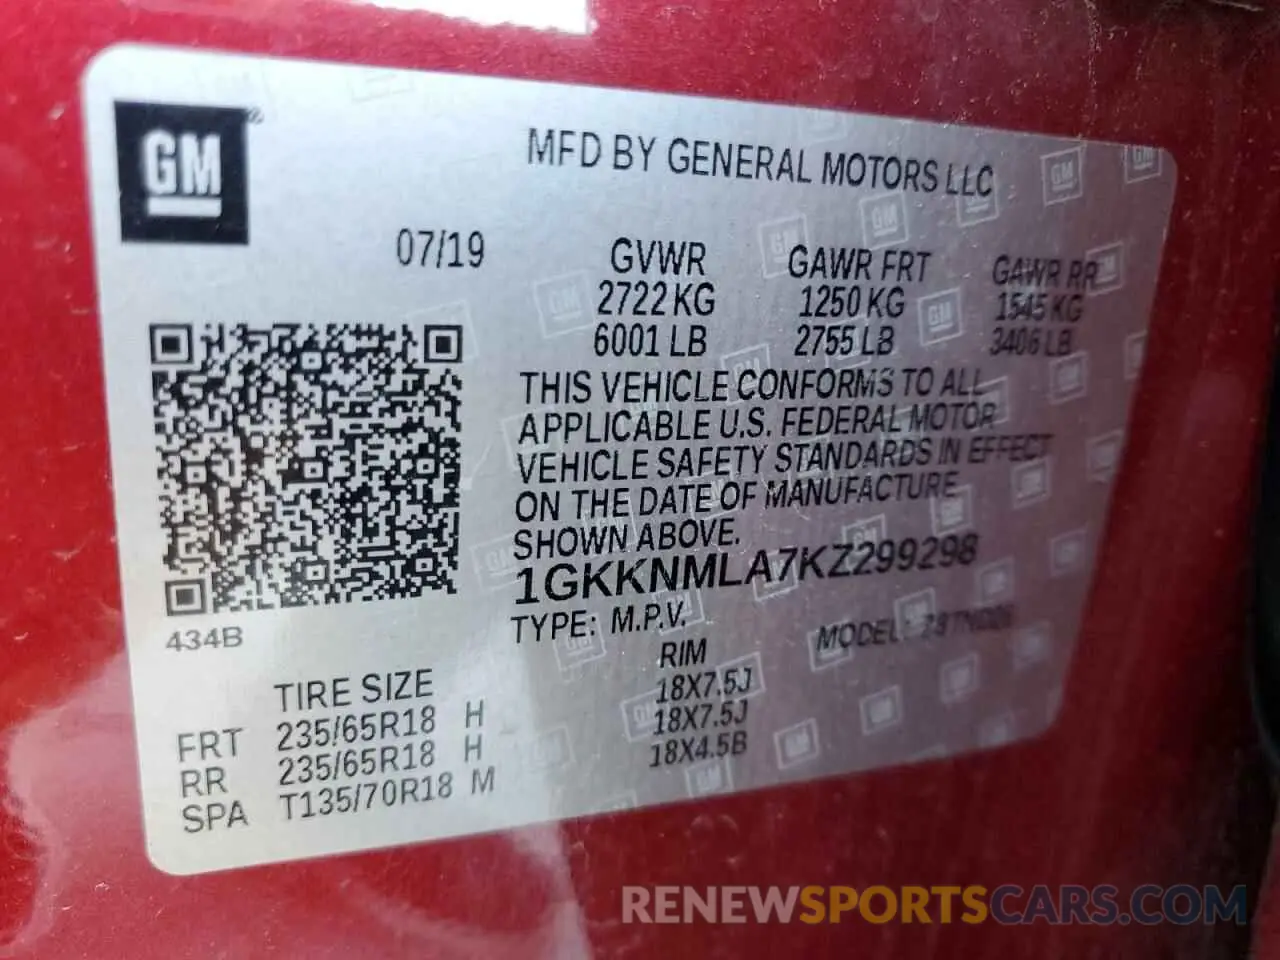 GM
MFD BY GENERAL MOTORS LLC
07/19
GVWR GAWR FRT GAWR RR
2722 KG 1250 KG 1545 KG
6001 LB 2755 LB 3406 LB
THIS VEHICLE CONFORMS TO ALL
APPLICABLE U.S. FEDERAL MOTOR
VEHICLE SAFETY STANDARDS IN EFFECT
ON THE DATE OF MANUFACTURE
SHOWN ABOVE.
1GKKNMLA7KZ299298
434B
TYPE: M.P.V. MODEL:
TIRE SIZE RIM
FRT 235/65R18 H 18X7.5J
RR 235/65R18 H 18X7.5J
SPA T135/70R18 M 18X4.5B
RENEWSPORTSCARS.COM